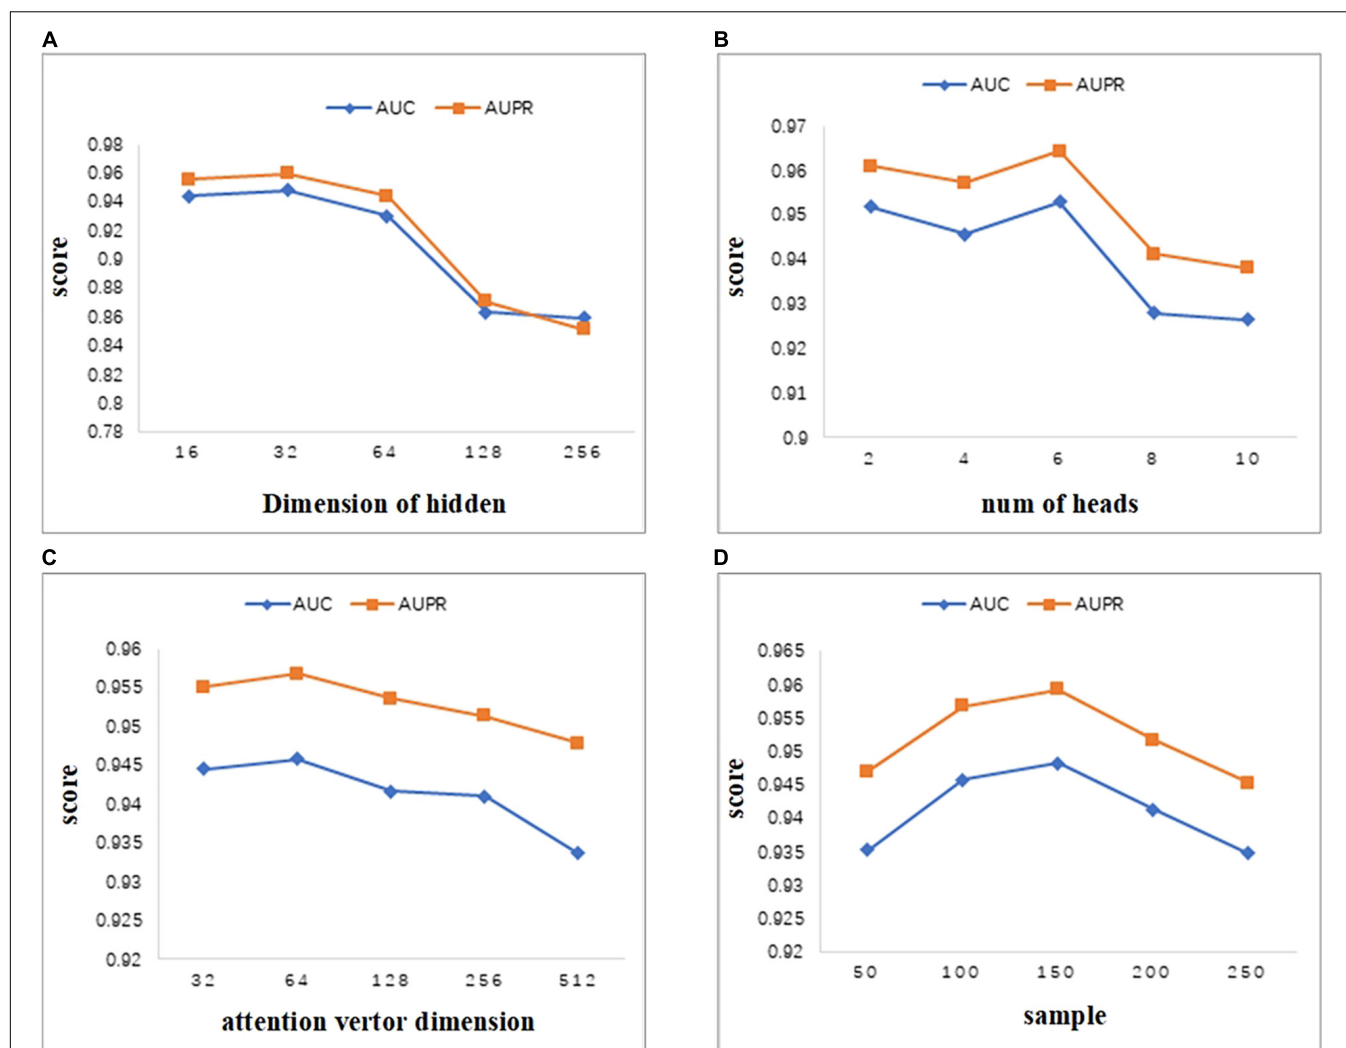 A
AUC AUPR
0.98
0.96
0.94
0.92
0.9
0.88
0.86
0.84
0.82
0.8
0.78
score
16 32 64 128 256
Dimension of hidden
B
AUC AUPR
0.97
0.96
0.95
0.94
0.93
0.92
0.91
0.9
score
2 4 6 8 10
num of heads
C
AUC AUPR
0.96
0.955
0.95
0.945
0.94
0.935
0.93
0.925
0.92
score
32 64 128 256 512
attention vertor dimension
D
AUC AUPR
0.965
0.96
0.955
0.95
0.945
0.94
0.935
0.93
0.925
0.92
score
50 100 150 200 250
sample